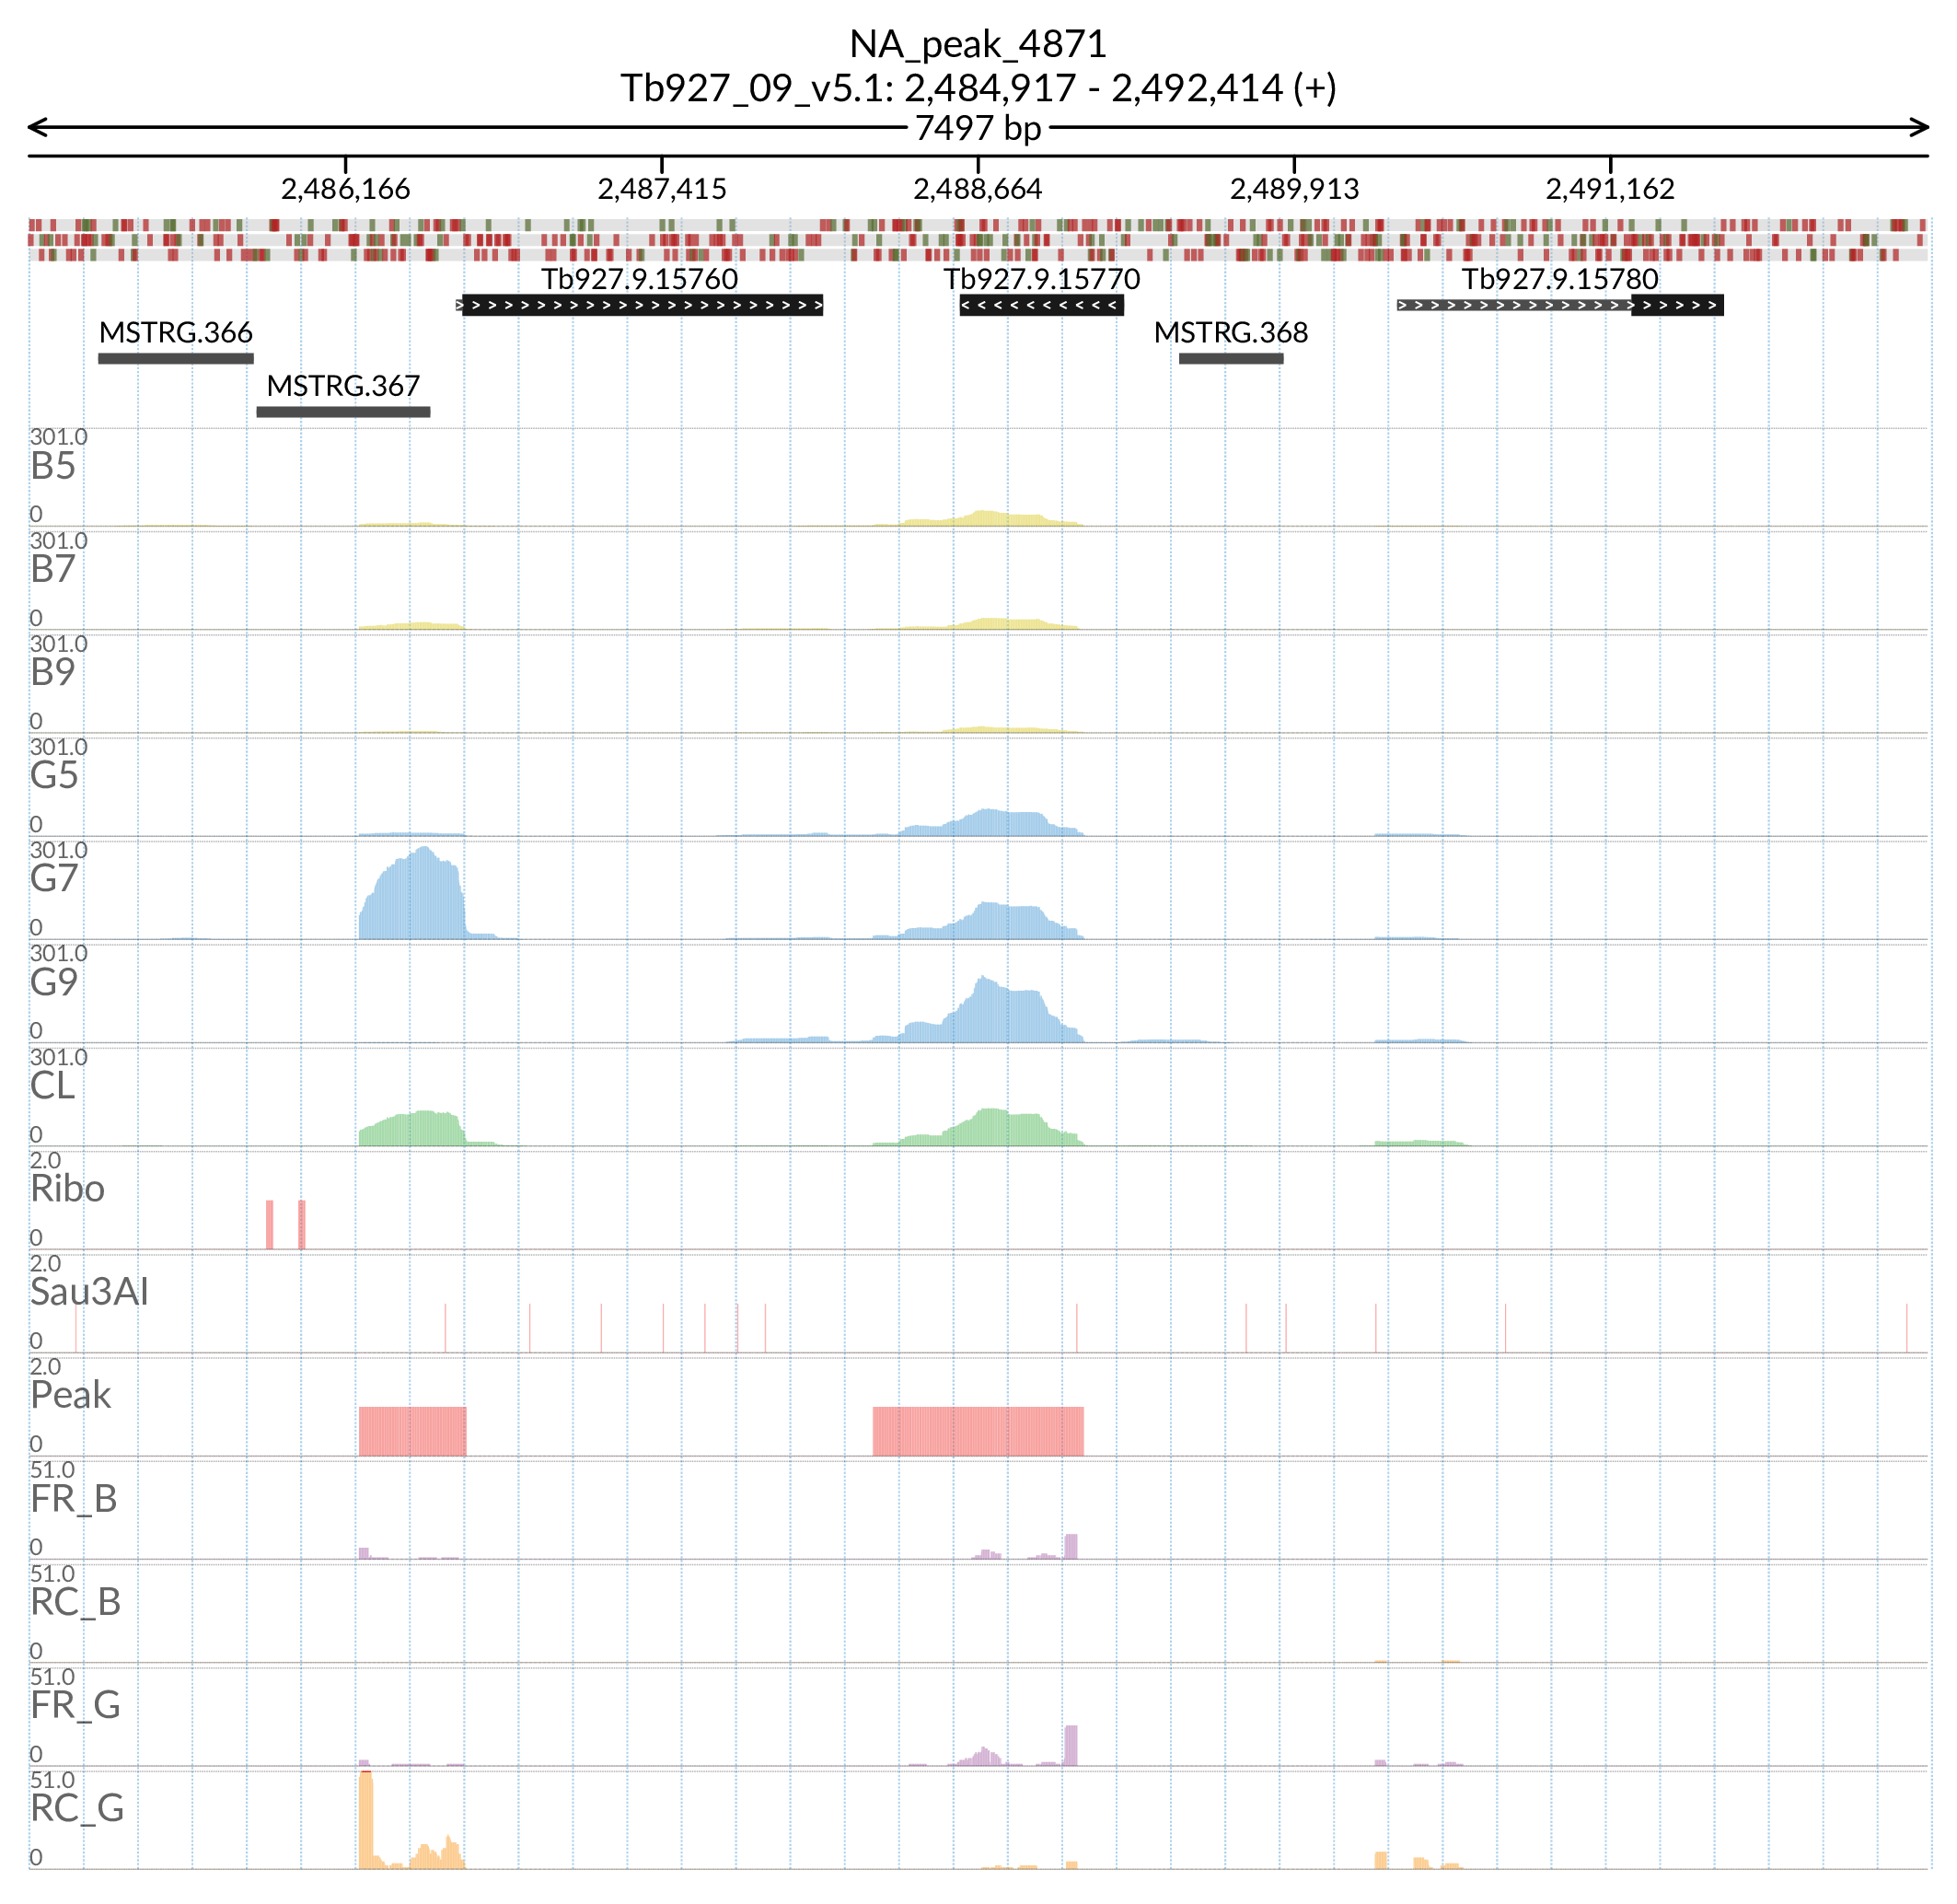 NA_peak_4871
Tb927_09_v5.1: 2,484,917 - 2,492,414 (+)
7497 bp
2,486,166 2,487,415 2,488,664 2,489,913 2,491,162
Tb927.9.15760 Tb927.9.15770 Tb927.9.15780
MSTRG.366 MSTRG.368
MSTRG.367
301.0
B5
0
301.0
B7
0
301.0
B9
0
301.0
G5
0
301.0
G7
0
301.0
G9
0
301.0
CL
0
2.0
Ribo
0
2.0
Sau3AI
0
2.0
Peak
0
51.0
FR_B
0
51.0
RC_B
0
51.0
FR_G
0
51.0
RC_G
0